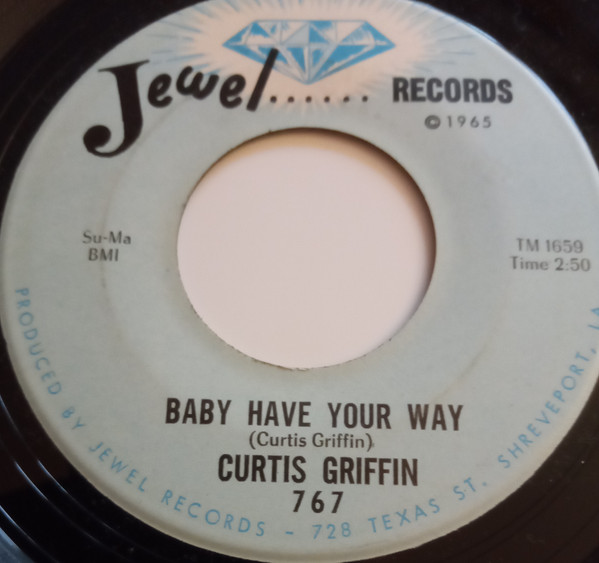 Jewel...... RECORDS
© 1965
Su-Ma
BMI
TM 1659
Time 2:50
BABY HAVE YOUR WAY
(Curtis Griffin)
CURTIS GRIFFIN
767
PRODUCED BY JEWEL RECORDS - 728 TEXAS ST. SHREVEPORT, LA